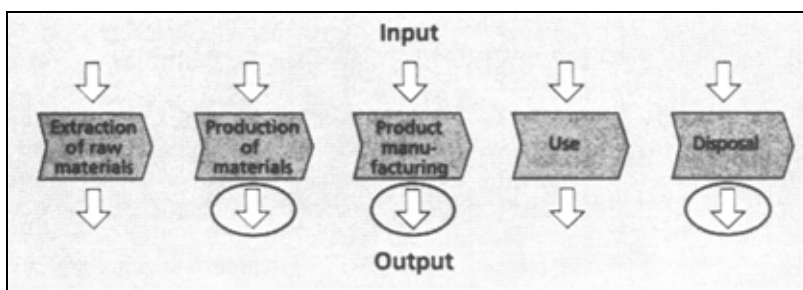 Input
Extraction
of raw
materials
Production
of
materials
Product
manu-
facturing
Use
Disposal
Output